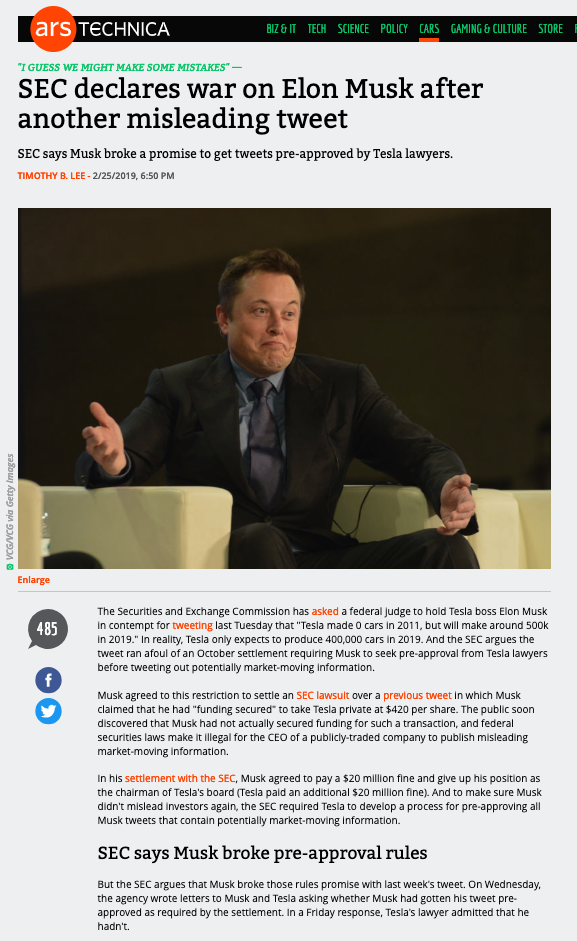 ars TECHNICA
BIZ & IT TECH SCIENCE POLICY CARS GAMING & CULTURE STORE
"I GUESS WE MIGHT MAKE SOME MISTAKES" —
SEC declares war on Elon Musk after
another misleading tweet
SEC says Musk broke a promise to get tweets pre-approved by Tesla lawyers.
TIMOTHY B. LEE - 2/25/2019, 6:50 PM
VCG/VCG via Getty Images
Enlarge
485
The Securities and Exchange Commission has asked a federal judge to hold Tesla boss Elon Musk
in contempt for tweeting last Tuesday that "Tesla made 0 cars in 2011, but will make around 500k
in 2019." In reality, Tesla only expects to produce 400,000 cars in 2019. And the SEC argues the
tweet ran afoul of an October settlement requiring Musk to seek pre-approval from Tesla lawyers
before tweeting out potentially market-moving information.
Musk agreed to this restriction to settle an SEC lawsuit over a previous tweet in which Musk
claimed that he had "funding secured" to take Tesla private at $420 per share. The public soon
discovered that Musk had not actually secured funding for such a transaction, and federal
securities laws make it illegal for the CEO of a publicly-traded company to publish misleading
market-moving information.
In his settlement with the SEC, Musk agreed to pay a $20 million fine and give up his position as
the chairman of Tesla's board (Tesla paid an additional $20 million fine). And to make sure Musk
didn't mislead investors again, the SEC required Tesla to develop a process for pre-approving all
Musk tweets that contain potentially market-moving information.
SEC says Musk broke pre-approval rules
But the SEC argues that Musk broke those rules promise with last week's tweet. On Wednesday,
the agency wrote letters to Musk and Tesla asking whether Musk had gotten his tweet pre-
approved as required by the settlement. In a Friday response, Tesla's lawyer admitted that he
hadn't.